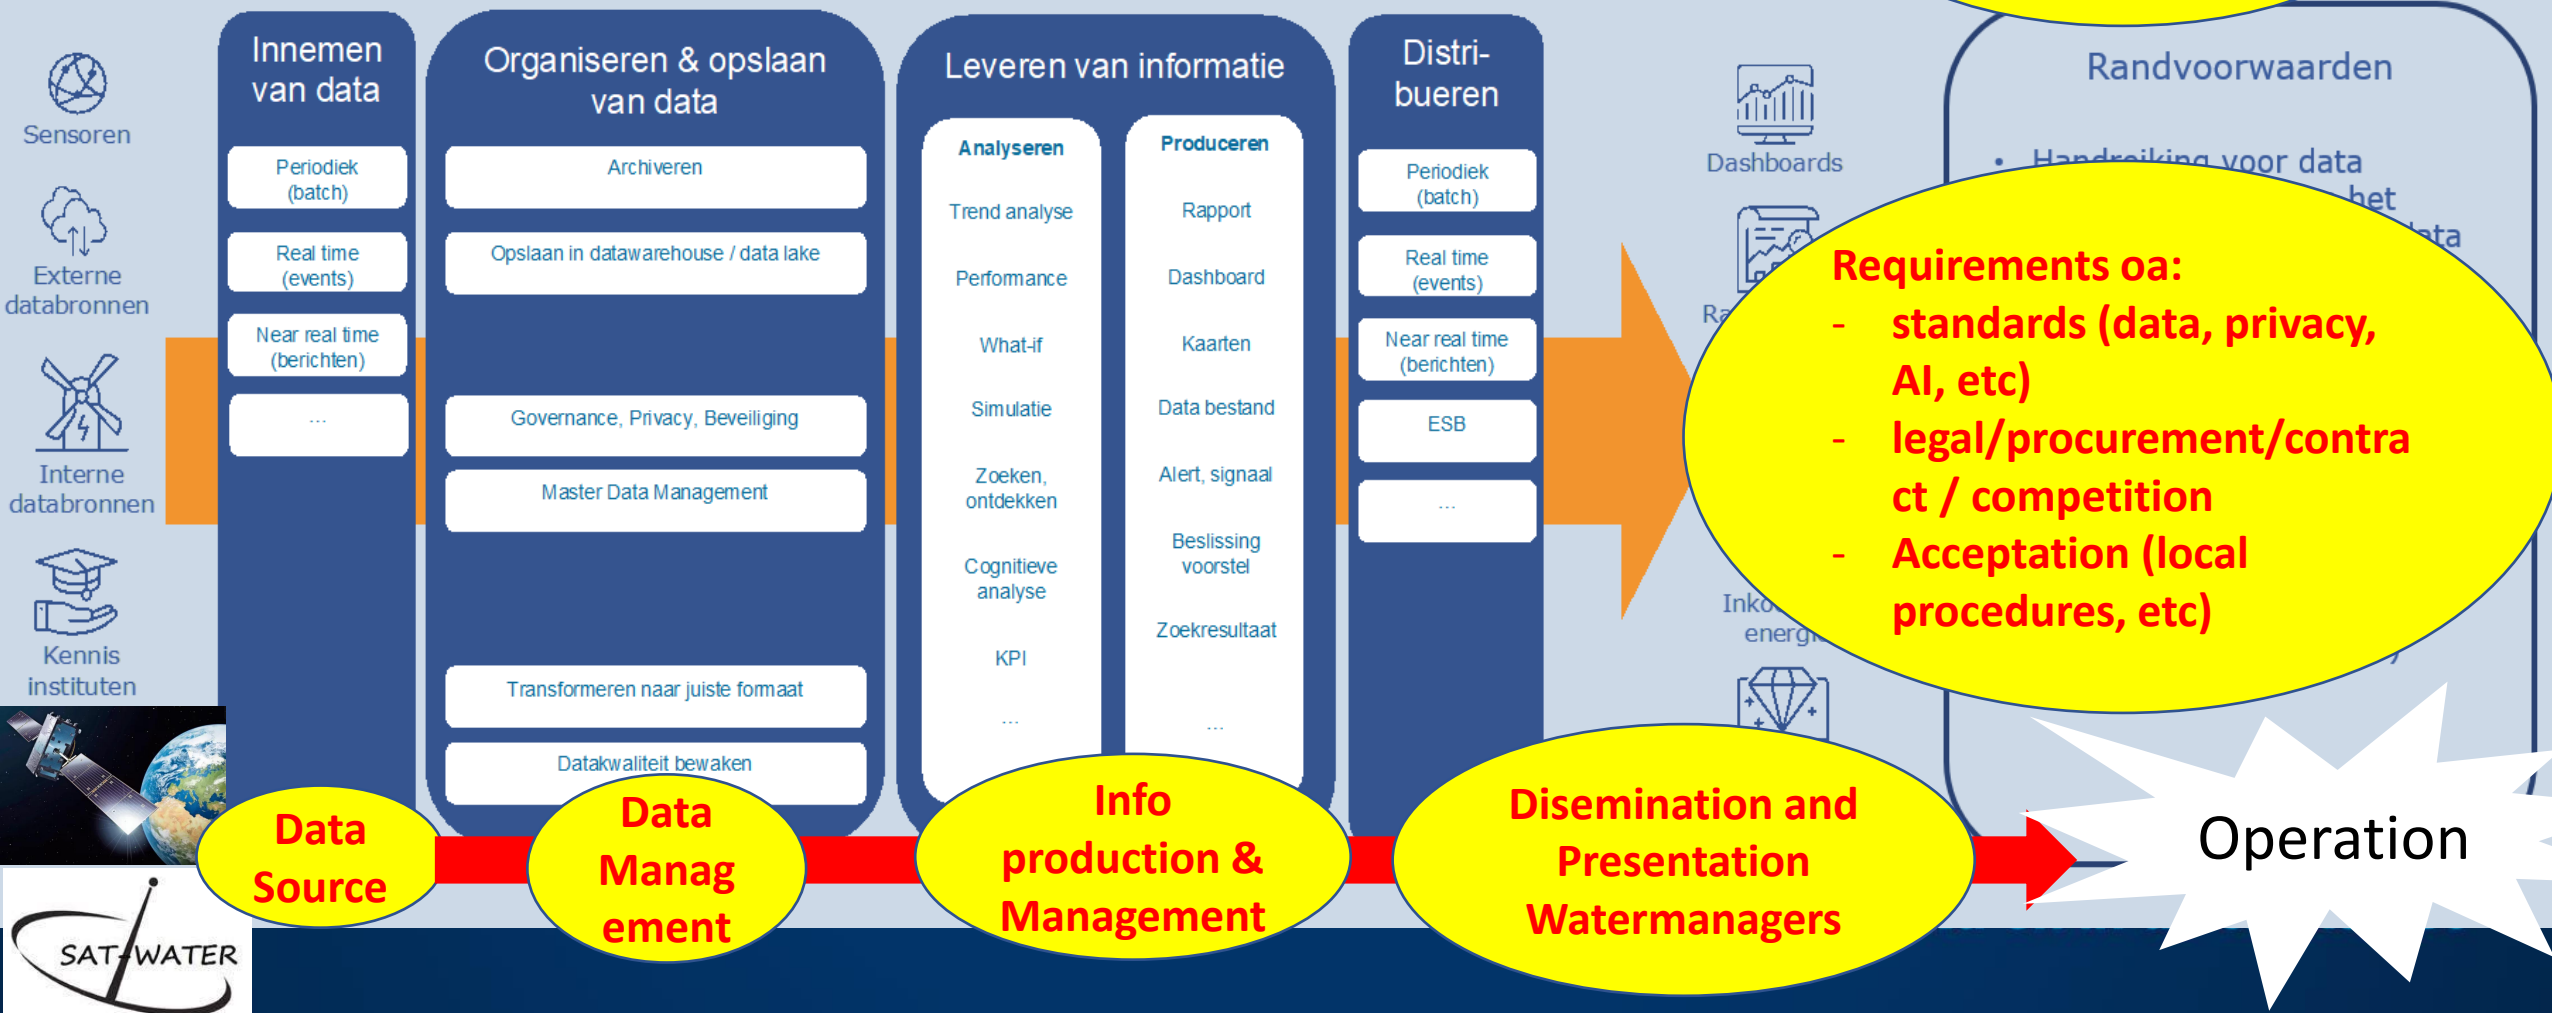 Sensoren
Externe
databronnen
Interne
databronnen
Kennis
instituten
SAT-WATER
Innemen
van data
Periodiek
(batch)
Real time
(events)
Near real time
(berichten)
...
Organiseren & opslaan
van data
Archiveren
Opslaan in datawarehouse / data lake
Governance, Privacy, Beveiliging
Master Data Management
Transformeren naar juiste formaat
Datakwaliteit bewaken
Leveren van informatie
Analyseren
Trend analyse
Performance
What-if
Simulatie
Zoeken,
ontdekken
Cognitieve
analyse
KPI
...
Produceren
Rapport
Dashboard
Kaarten
Data bestand
Alert, signaal
Beslissing
voorstel
Zoekresultaat
...
Distri-
bueren
Periodiek
(batch)
Real time
(events)
Near real time
(berichten)
ESB
...
Dashboards
Randvoorwaarden
• Handreiking voor data
het
Requirements oa:
- standards (data, privacy,
AI, etc)
- legal/procurement/contra
ct / competition
- Acceptation (local
procedures, etc)
Data
Source
Data
Manag
ement
Info
production &
Management
Disemination and
Presentation
Watermanagers
Operation